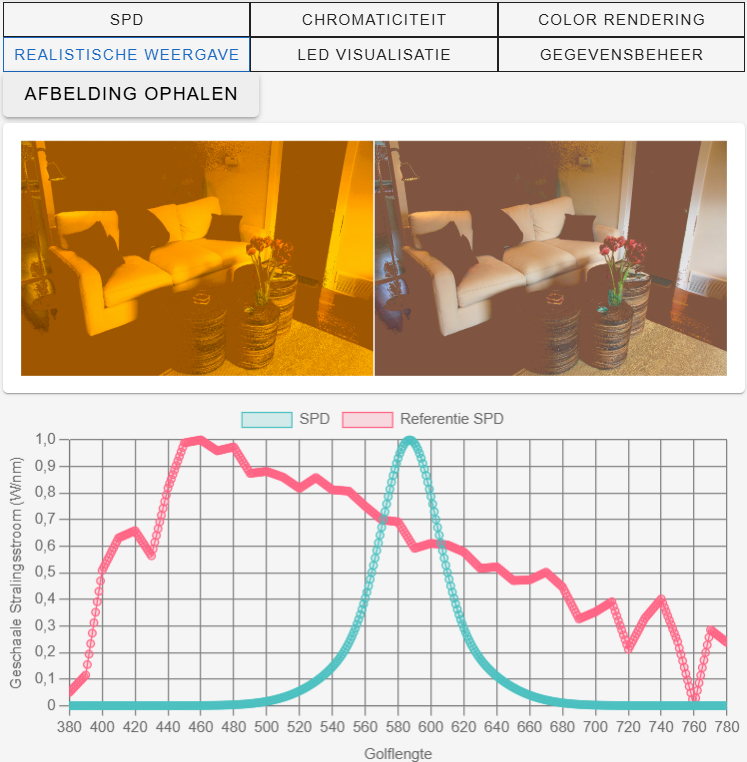 SPD CHROMATICITEIT COLOR RENDERING
REALISTISCHE WEERGAVE LED VISUALISATIE GEGEVENSBEHEER
AFBELDING OPHALEN
SPD Referentie SPD
Geschaale Stralingsstroom (W/nm)
1,0
0,9
0,8
0,7
0,6
0,5
0,4
0,3
0,2
0,1
0
380 400 420 440 460 480 500 520 540 560 580 600 620 640 660 680 700 720 740 760 780
Golflengte